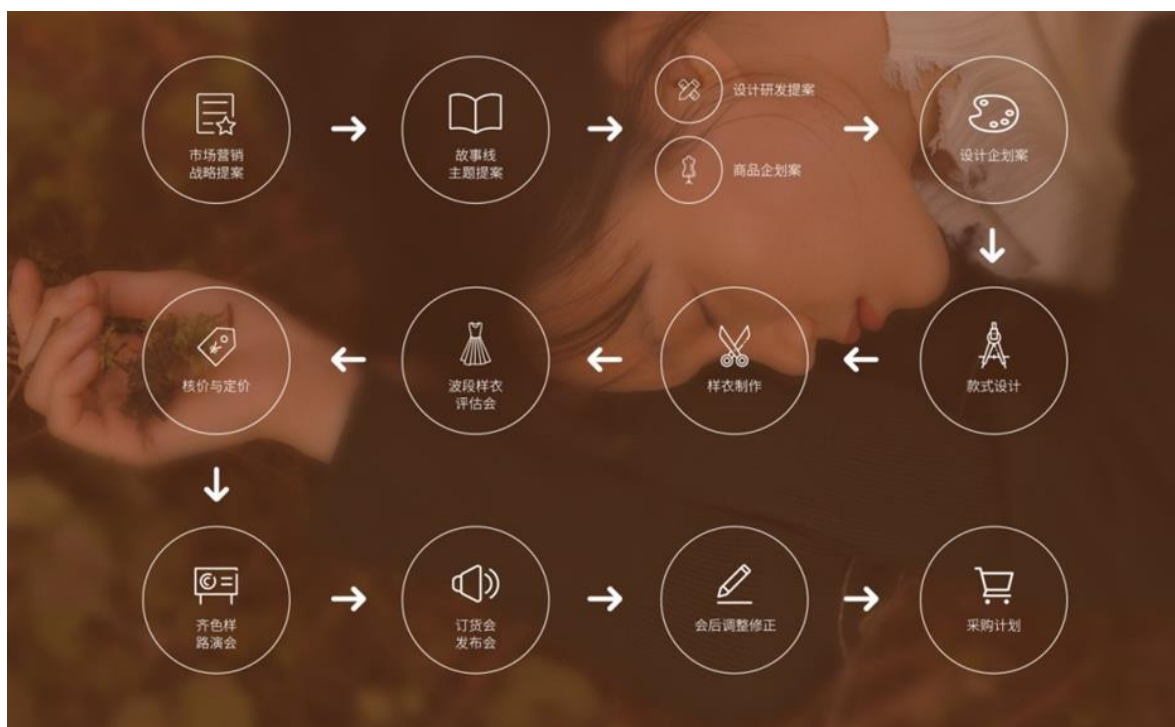 市场营销
战略提案
故事线
主题提案
设计研发提案
商品企划案
设计企划案
款式设计
样衣制作
波段样衣
评估会
核价与定价
齐色样
路演会
订货会
发布会
会后调整修正
采购计划